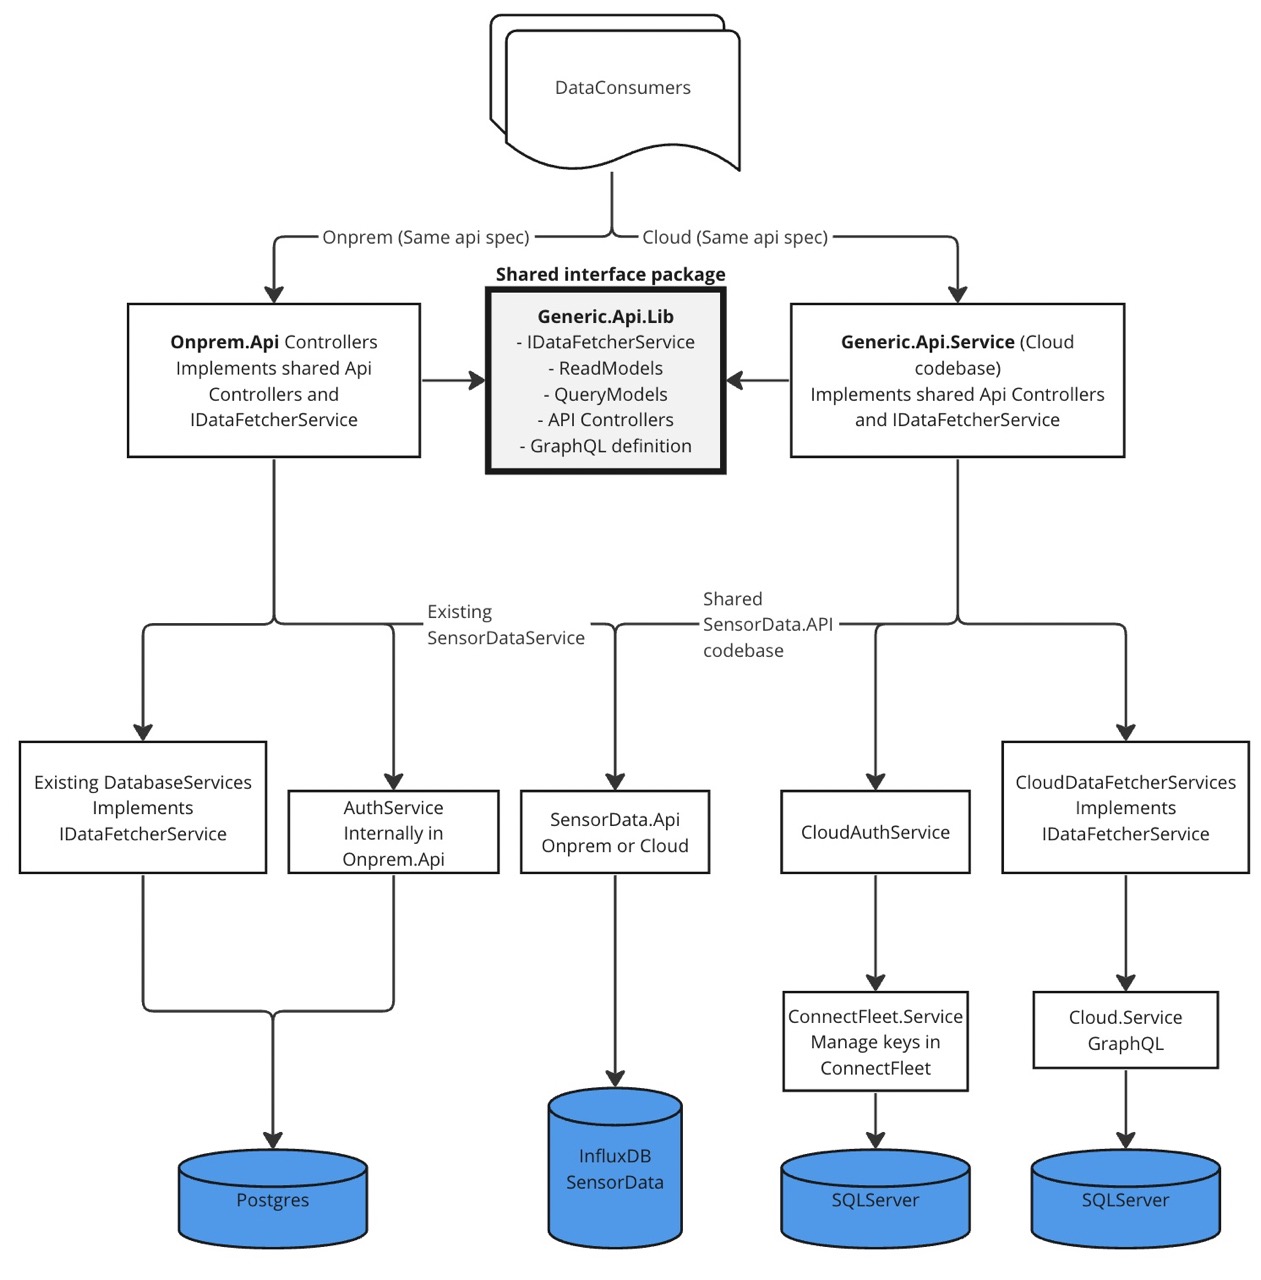 DataConsumers
Onprem (Same api spec)
Cloud (Same api spec)
Shared interface package
Onprem.Api Controllers
Implements shared Api
Controllers and
IDataFetcherService
Generic.Api.Lib
- IDataFetcherService
- ReadModels
- QueryModels
- API Controllers
- GraphQL definition
Generic.Api.Service (Cloud
codebase)
Implements shared Api Controllers
and IDataFetcherService
Existing
SensorDataService
Shared
SensorData.API
codebase
Existing DatabaseServices
Implements
IDataFetcherService
AuthService
Internally in
Onprem.Api
SensorData.Api
Onprem or Cloud
CloudAuthService
CloudDataFetcherServices
Implements
IDataFetcherService
ConnectFleet.Service
Manage keys in
ConnectFleet
Cloud.Service
GraphQL
Postgres
InfluxDB
SensorData
SQLServer
SQLServer